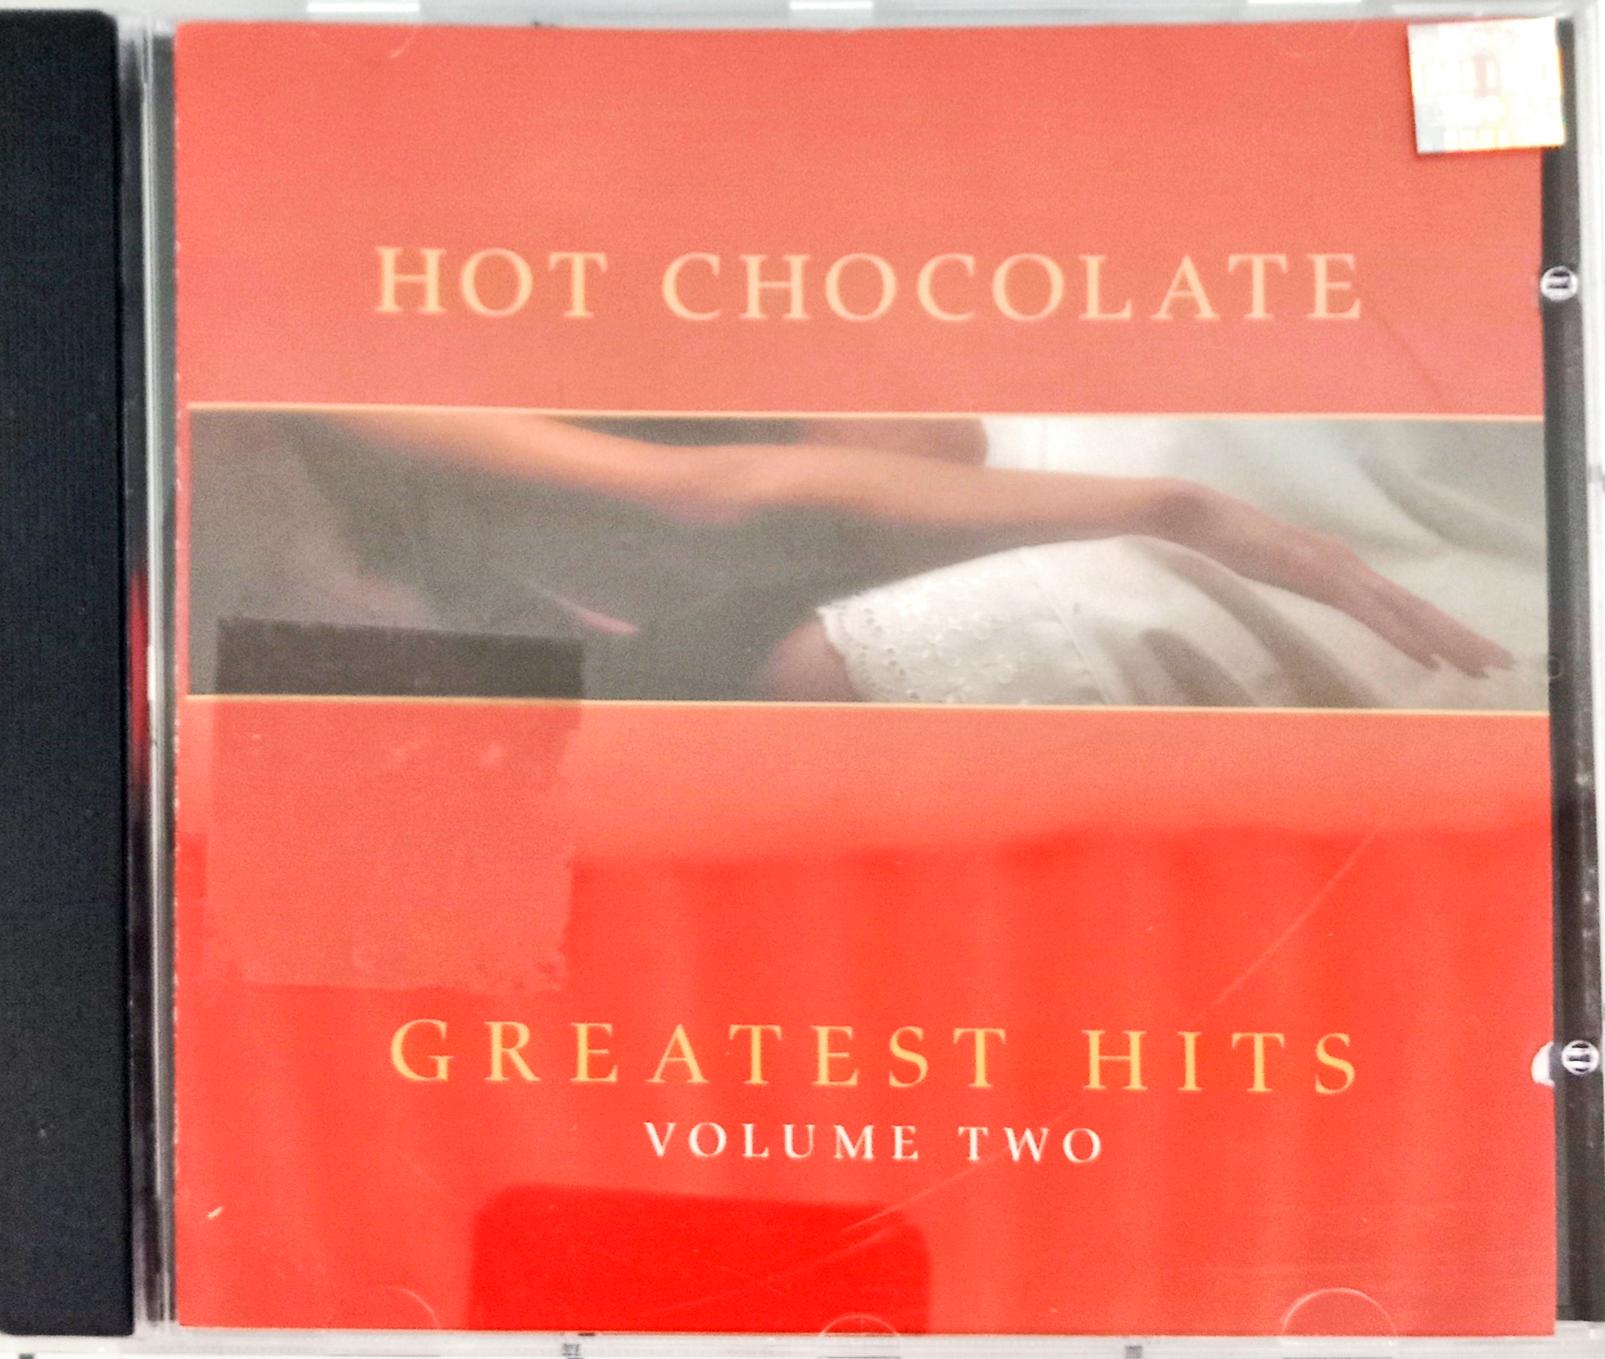 HOT CHOCOLATE
GREATEST HITS
VOLUME TWO